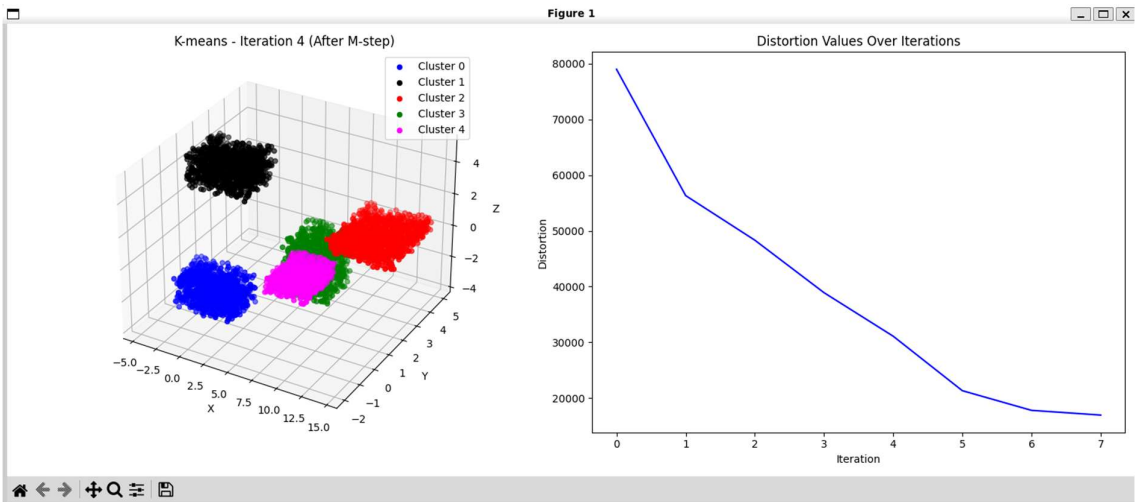 Figure 1
K-means - Iteration 4 (After M-step)
Cluster 0
Cluster 1
Cluster 2
Cluster 3
Cluster 4
4
2
0
−2
−4
Z
5
4
3
2
1
0
−1
−2
Y
−5.0
−2.5
0.0
2.5
5.0
7.5
10.0
12.5
15.0
X
Distortion Values Over Iterations
80000
70000
60000
50000
40000
30000
20000
Distortion
0 1 2 3 4 5 6 7
Iteration